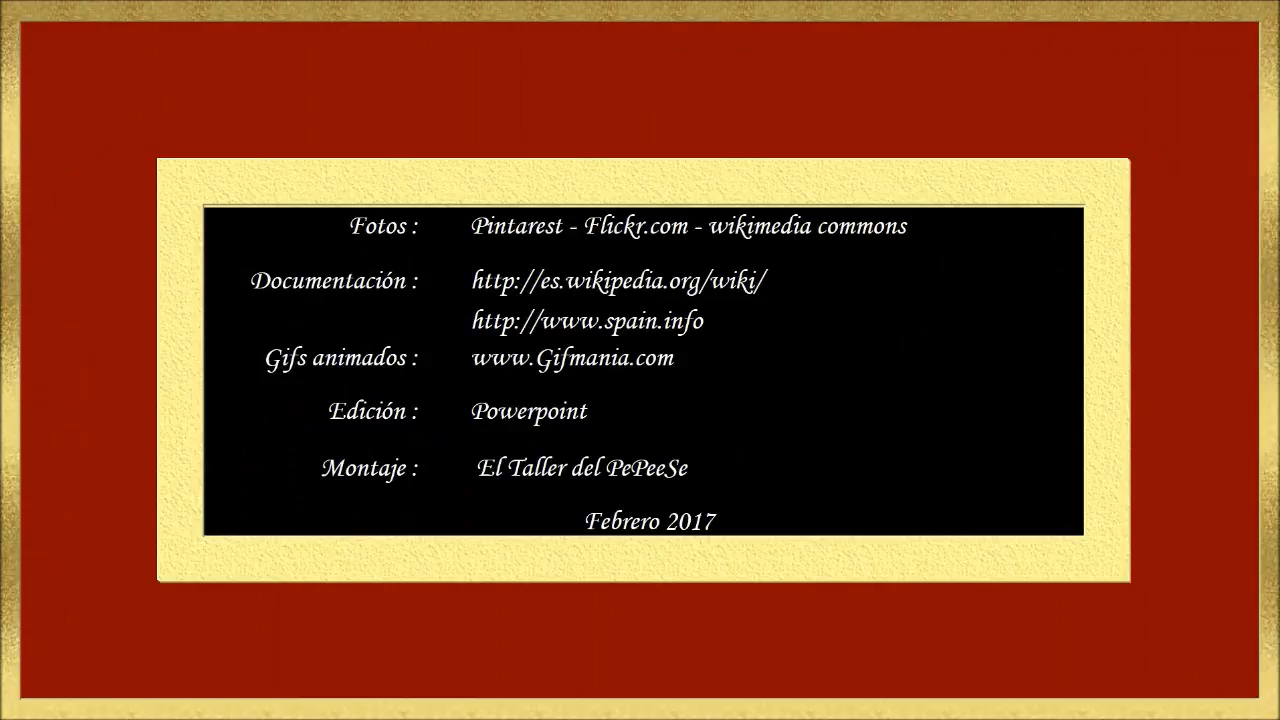 Fotos : Pintarest - Flickr.com - wikimedia commons
Documentación : http://es.wikipedia.org/wiki/
http://www.spain.info
Gifs animados : www.Gifmania.com
Edición : Powerpoint
Montaje : El Taller del PePeeSe
Febrero 2017